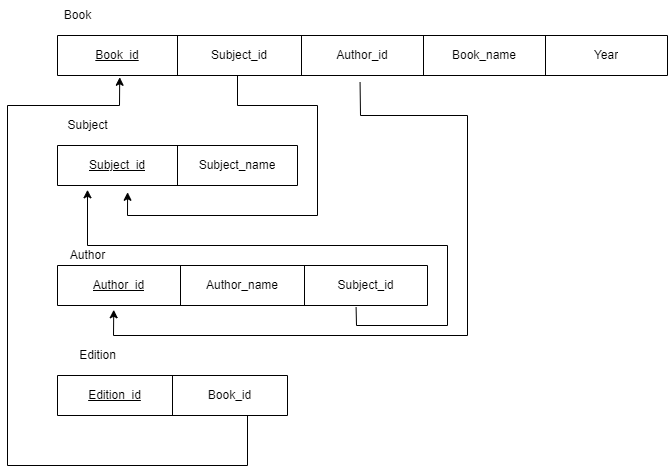 Book
Book_id Subject_id Author_id Book_name Year
Subject
Subject_id Subject_name
Author
Author_id Author_name Subject_id
Edition
Edition_id Book_id